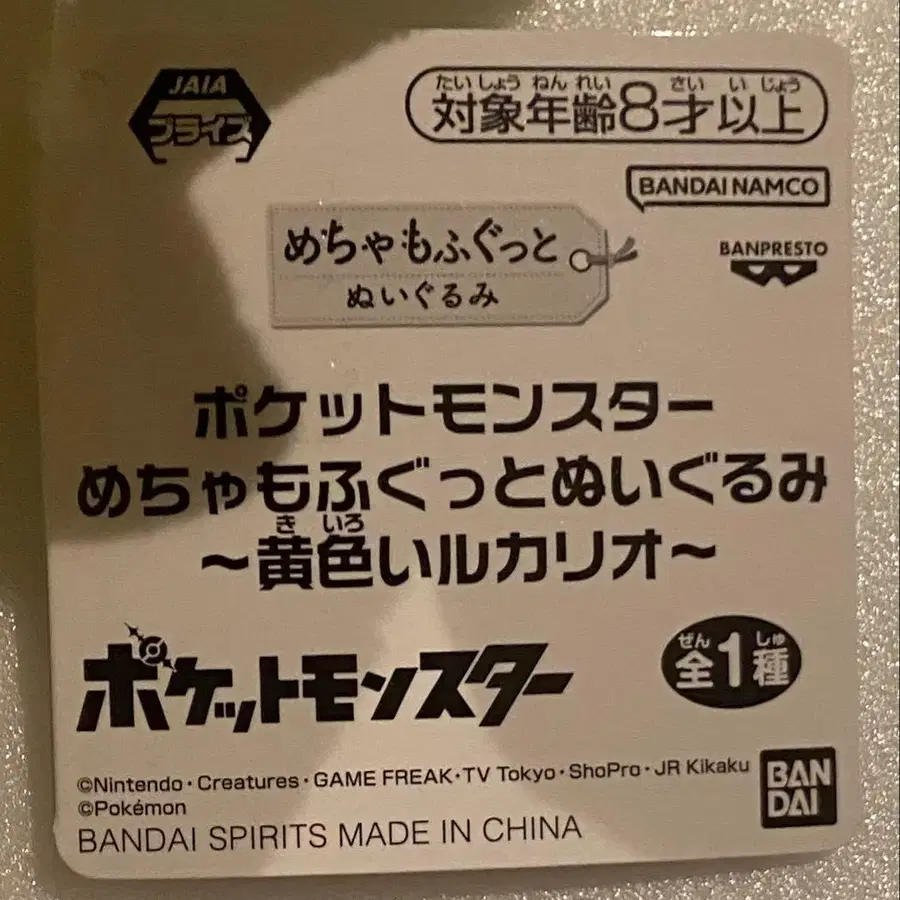 JAIA
プライズ
たいしょうねんれい さい いじょう
対象年齢8才以上
BANDAI NAMCO
BANPRESTO
めちゃもふぐっと
ぬいぐるみ
ポケットモンスター
めちゃもふぐっとぬいぐるみ
き いろ
~黄色いルカリオ~
ポケットモンスター
ぜん しゅ
全1種
©Nintendo・Creatures・GAME FREAK・TV Tokyo・ShoPro・JR Kikaku
©Pokémon
BANDAI SPIRITS MADE IN CHINA
BAN
DAI